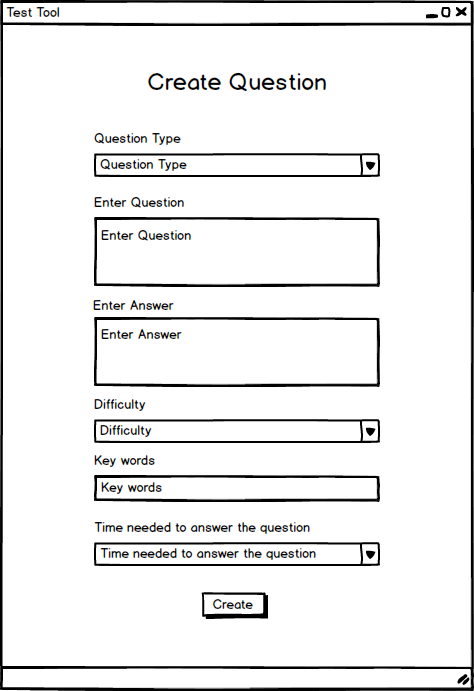 Test Tool
Create Question
Question Type
Question Type
Enter Question
Enter Question
Enter Answer
Enter Answer
Difficulty
Difficulty
Key words
Key words
Time needed to answer the question
Time needed to answer the question
Create